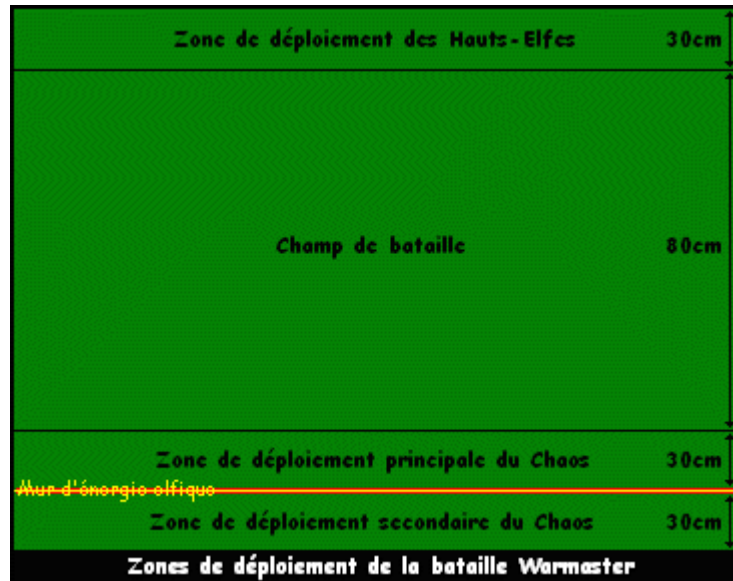 Zone de déploiement des Hauts-Elfes 30cm
Champ de bataille 80cm
Zone de déploiement principale du Chaos 30cm
Mur d'énergie elfique
Zone de déploiement secondaire du Chaos 30cm
Zones de déploiement de la bataille Warmaster